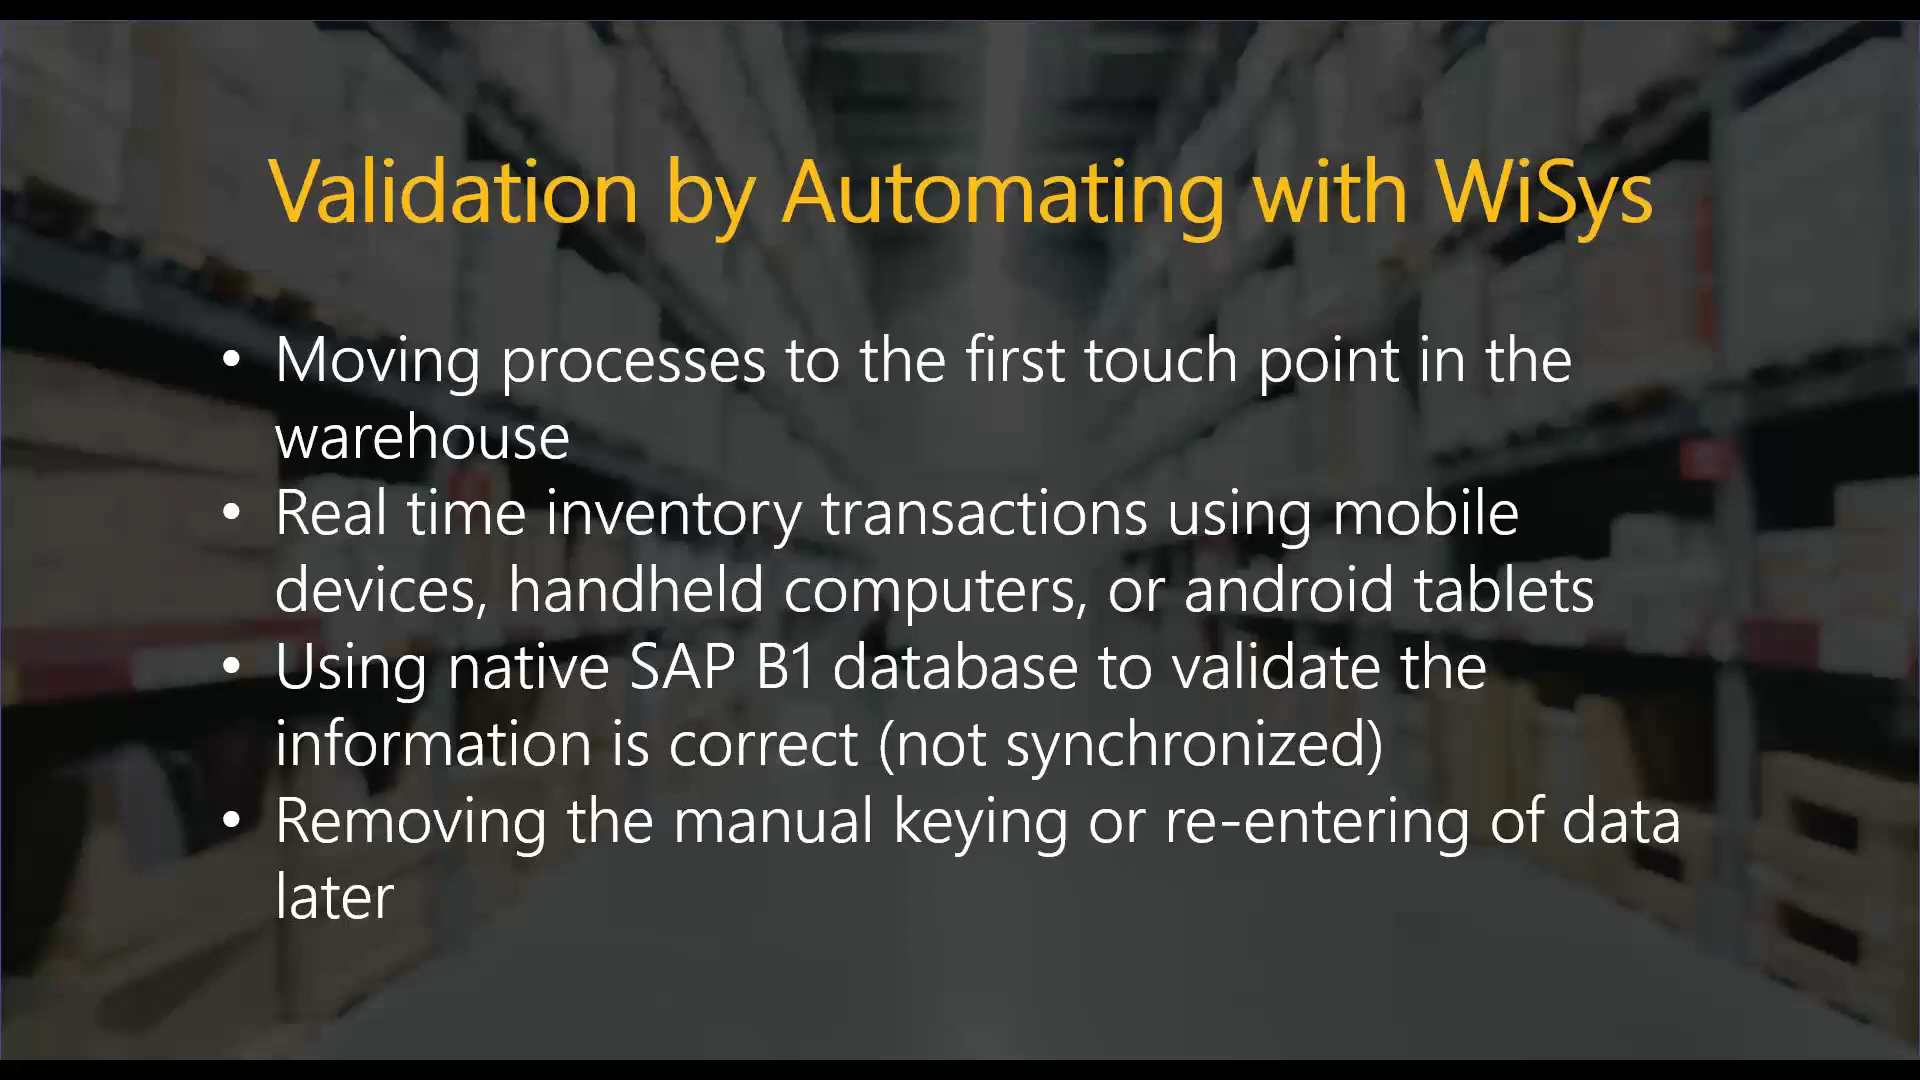 Validation by Automating with WiSys
• Moving processes to the first touch point in the
warehouse
• Real time inventory transactions using mobile
devices, handheld computers, or android tablets
• Using native SAP B1 database to validate the
information is correct (not synchronized)
• Removing the manual keying or re-entering of data
later